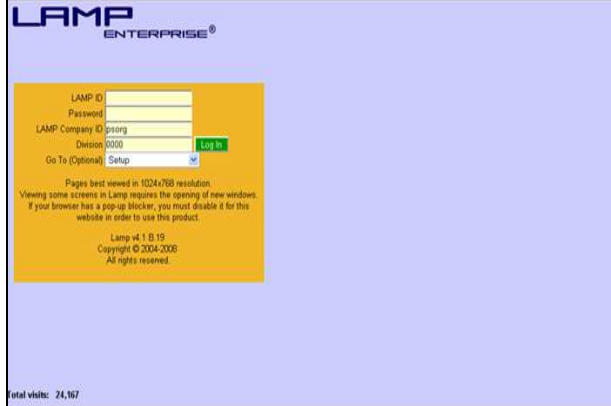 LAMP
ENTERPRISE®
LAMP ID
Password
LAMP Company ID psorg
Division 0000 Log In
Go To (Optional) Setup
Pages best viewed in 1024x768 resolution.
Viewing some screens in Lamp requires the opening of new windows.
If your browser has a pop-up blocker, you must disable it for this
website in order to use this product.
Lamp v4.1 B.19
Copyright © 2004-2008
All rights reserved.
Total visits: 24,167